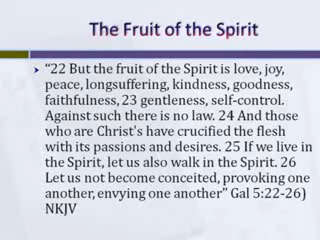 The Fruit of the Spirit
“22 But the fruit of the Spirit is love, joy,
peace, longsuffering, kindness, goodness,
faithfulness, 23 gentleness, self-control.
Against such there is no law. 24 And those
who are Christ's have crucified the flesh
with its passions and desires. 25 If we live in
the Spirit, let us also walk in the Spirit. 26
Let us not become conceited, provoking one
another, envying one another” Gal 5:22-26)
NKJV